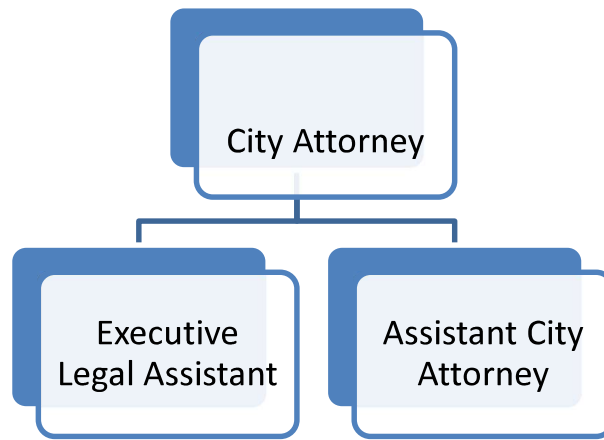 City Attorney
Executive
Legal Assistant
Assistant City
Attorney